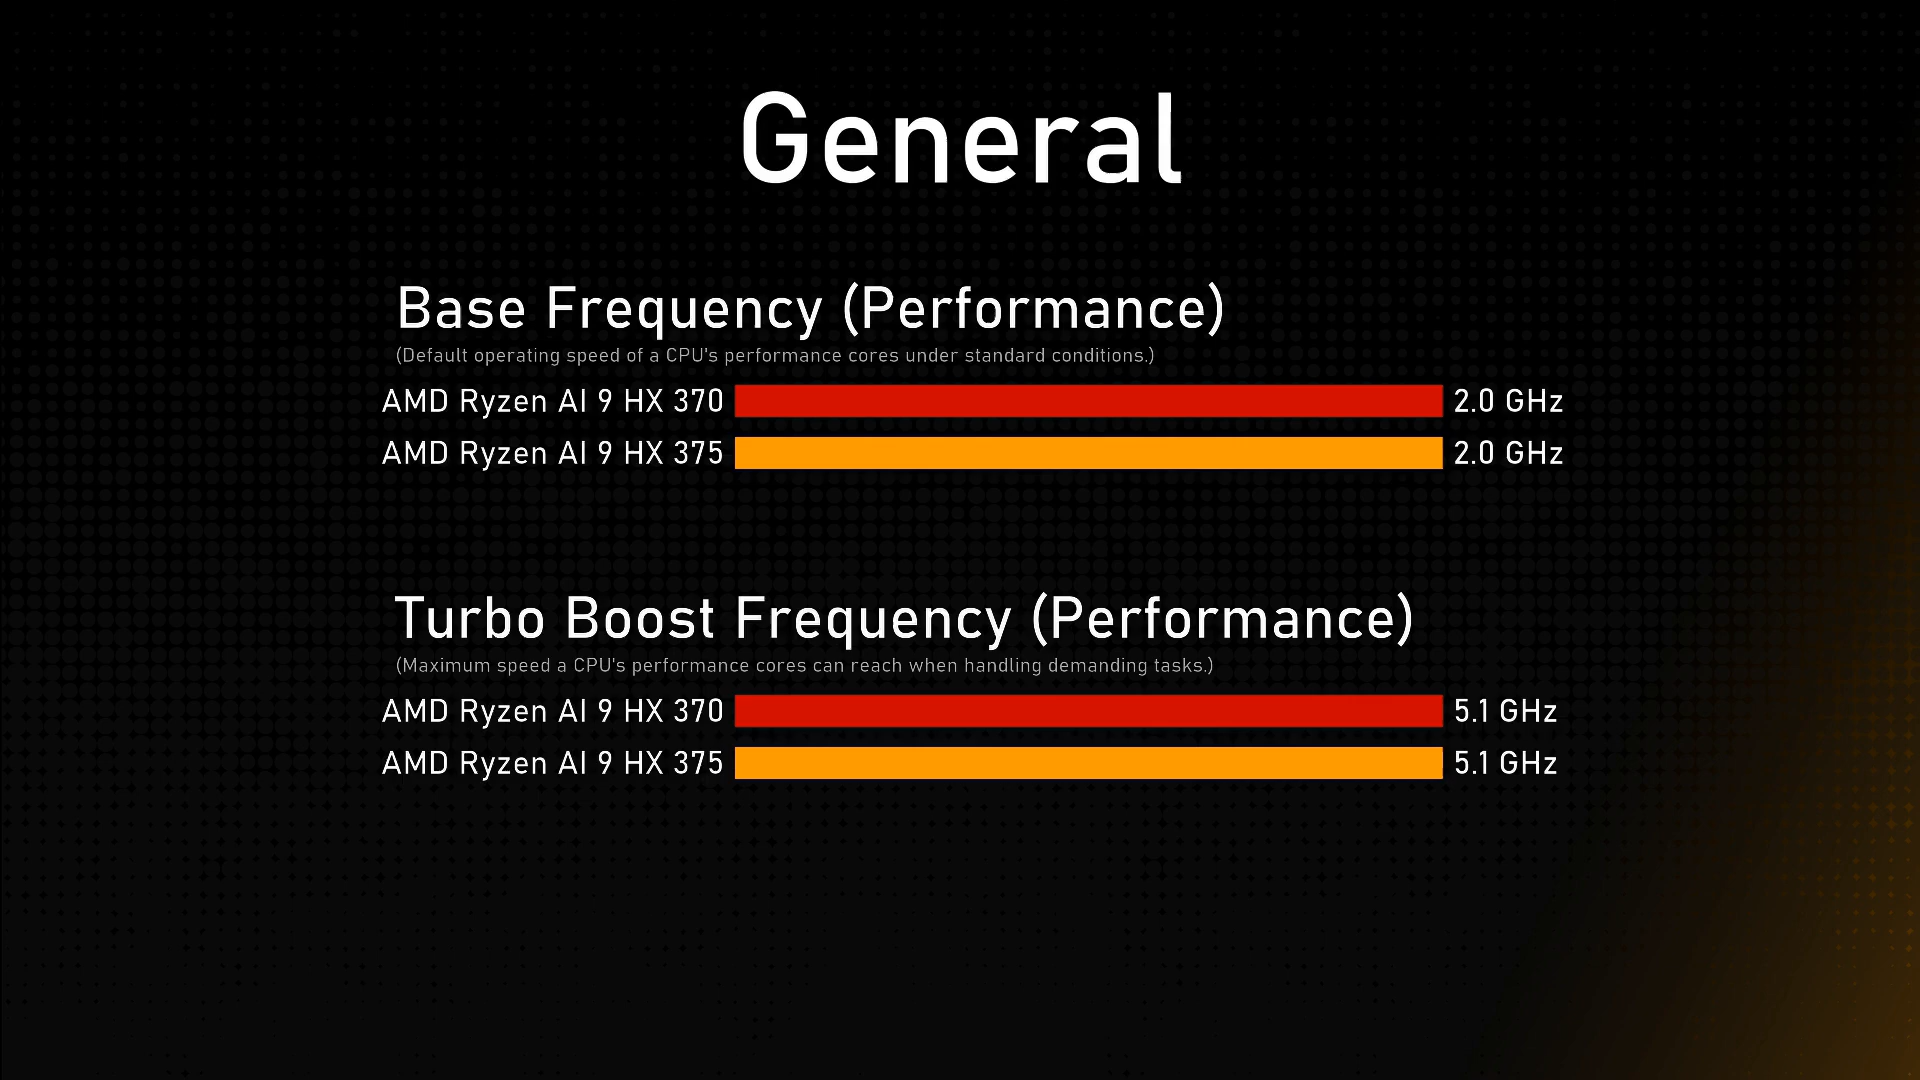 General
Base Frequency (Performance)
(Default operating speed of a CPU's performance cores under standard conditions.)
AMD Ryzen AI 9 HX 370 2.0 GHz
AMD Ryzen AI 9 HX 375 2.0 GHz
Turbo Boost Frequency (Performance)
(Maximum speed a CPU's performance cores can reach when handling demanding tasks.)
AMD Ryzen AI 9 HX 370 5.1 GHz
AMD Ryzen AI 9 HX 375 5.1 GHz